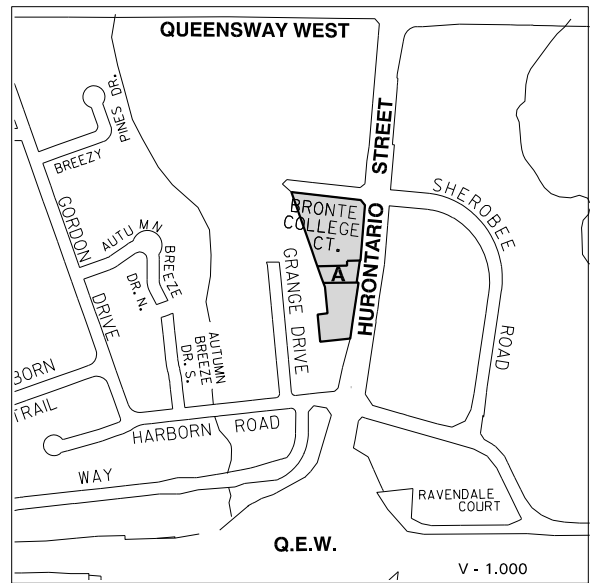 QUEENSWAY WEST
PINES DR.
BREEZY
GORDON
DRIVE
AUTUMN
BREEZE
DR. N.
STREET
HURONTARIO
SHEROBEE
ROAD
BRONTE
COLLEGE
CT.
A
GRANGE DRIVE
AUTUMN
BREEZE
DR. S.
BORN
TRAIL
HARBORN ROAD
WAY
RAVENDALE
COURT
Q.E.W.
V - 1.000